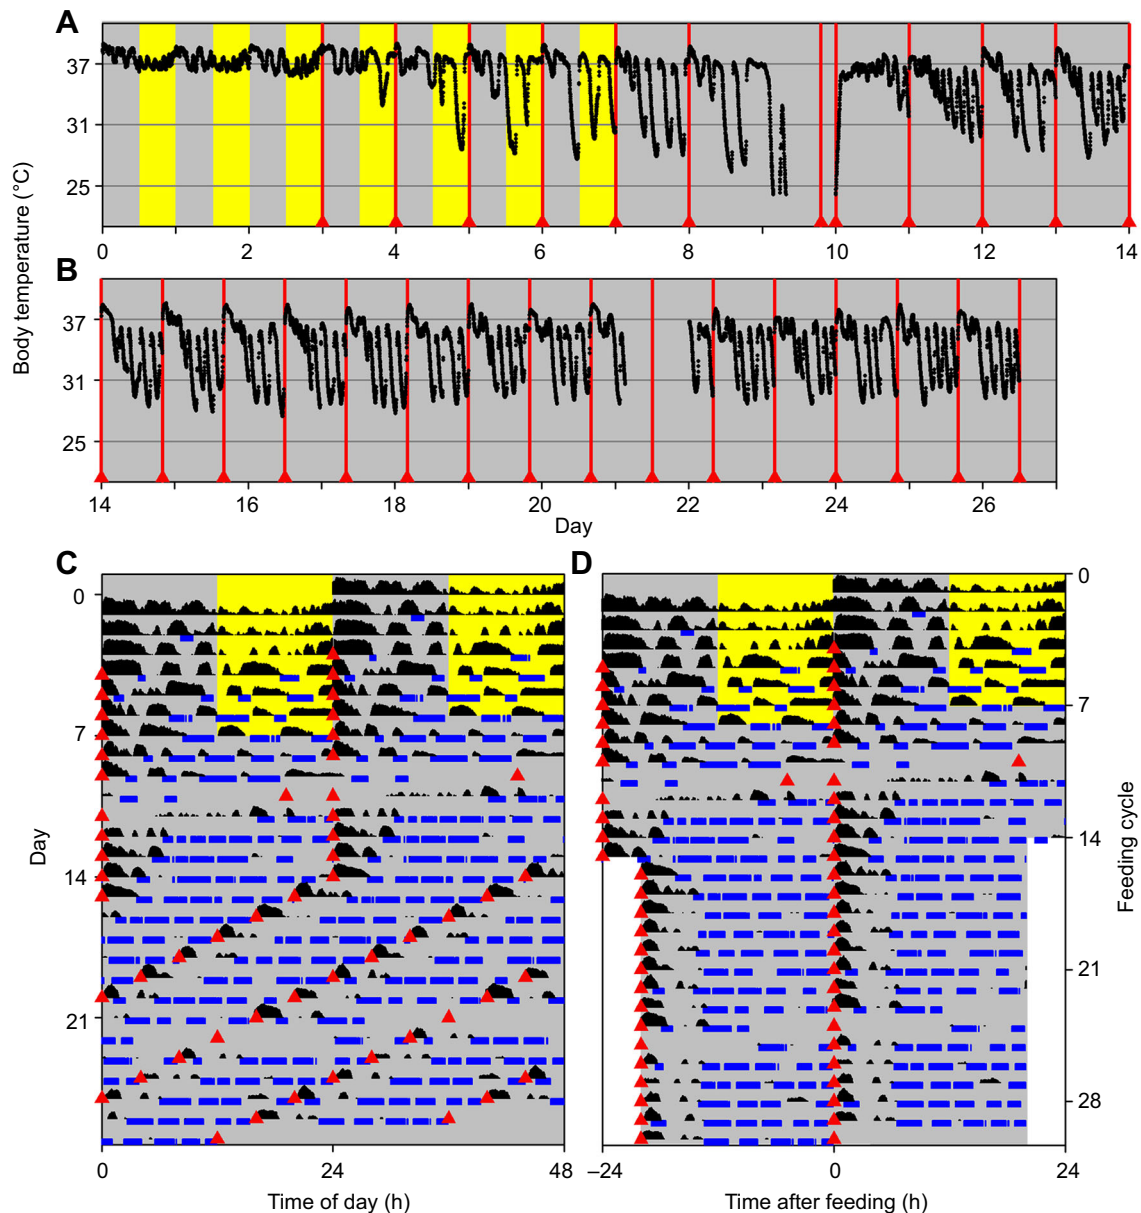 A
37
31
25
0 2 4 6 8 10 12 14
Body temperature (°C)
B
37
31
25
14 16 18 20 22 24 26
Day
C
0
7
14
21
Day
0 24 48
Time of day (h)
D
0
7
14
21
28
Feeding cycle
–24 0 24
Time after feeding (h)